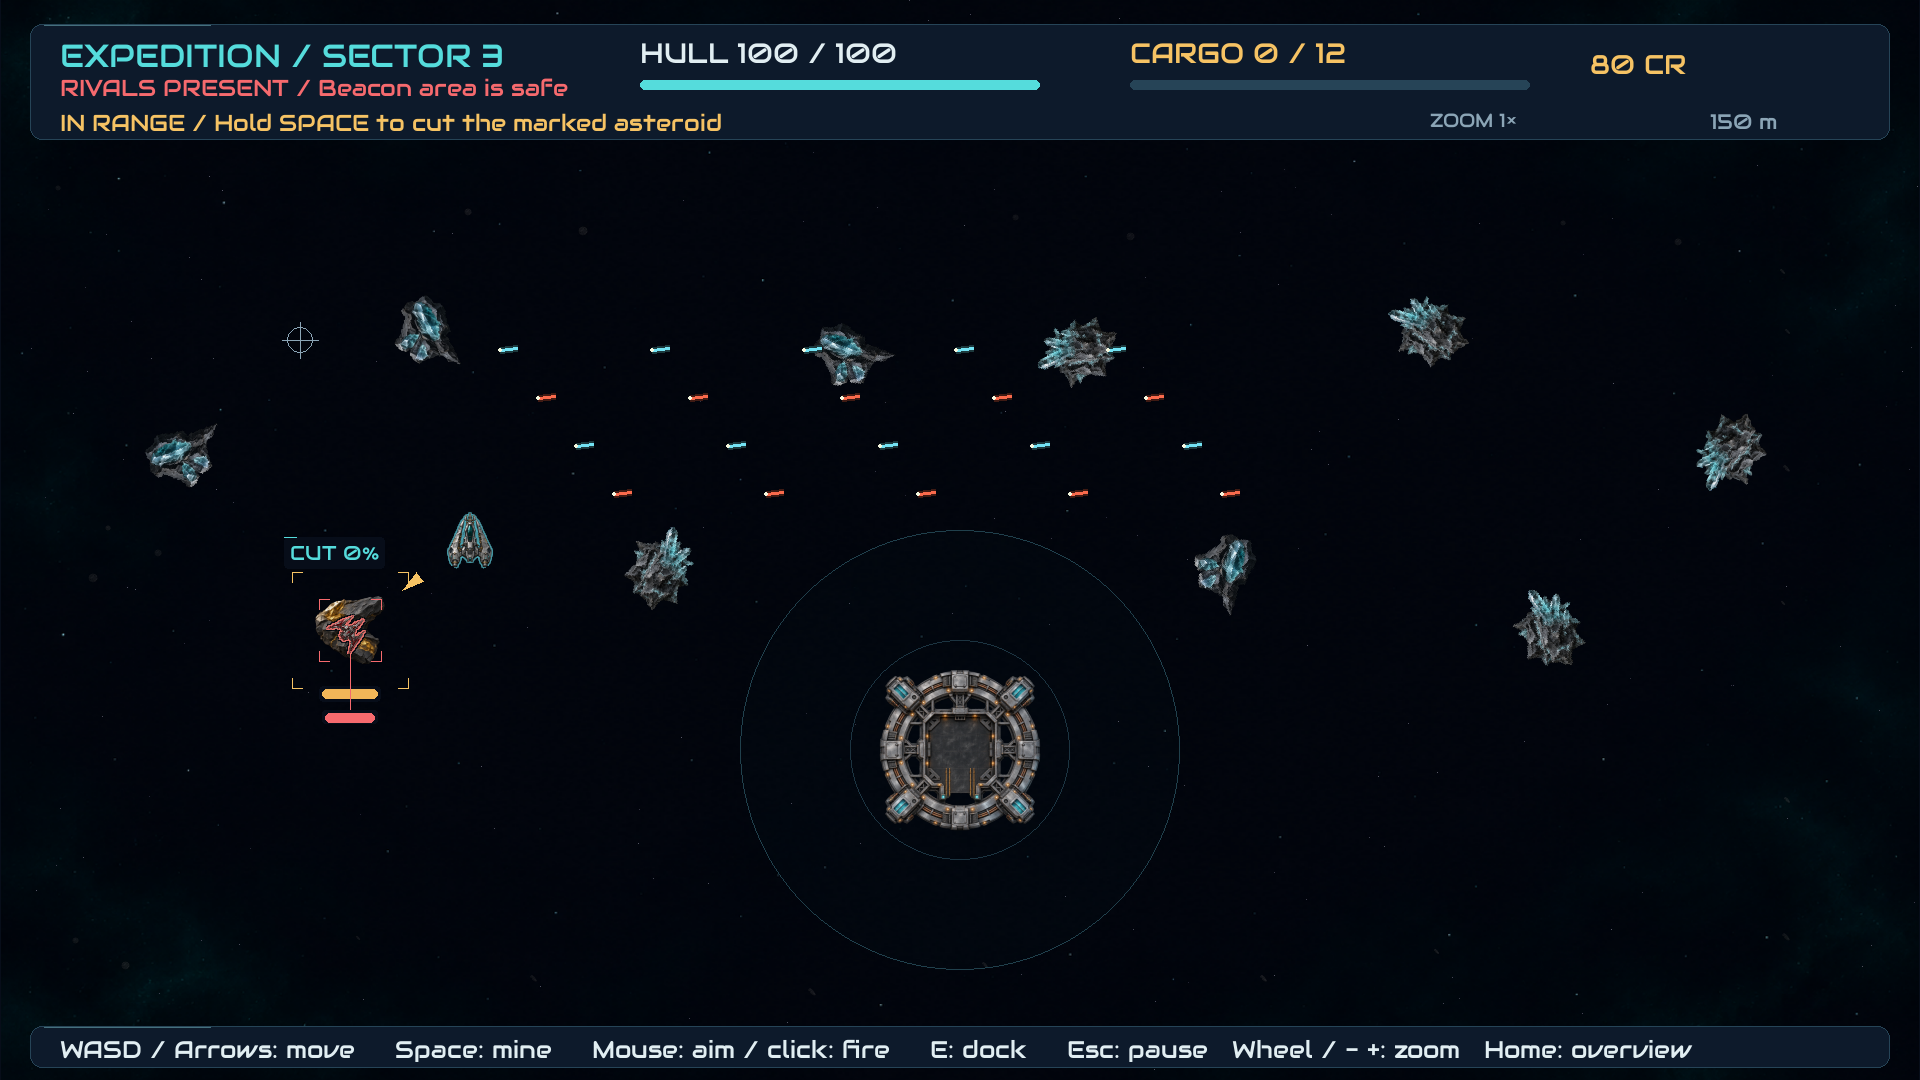 EXPEDITION / SECTOR 3
RIVALS PRESENT / Beacon area is safe
IN RANGE / Hold SPACE to cut the marked asteroid
HULL 100 / 100
CARGO 0 / 12
80 CR
ZOOM 1×
150 m
CUT 0%
WASD / Arrows: move
Space: mine
Mouse: aim / click: fire
E: dock
Esc: pause
Wheel / - +: zoom
Home: overview